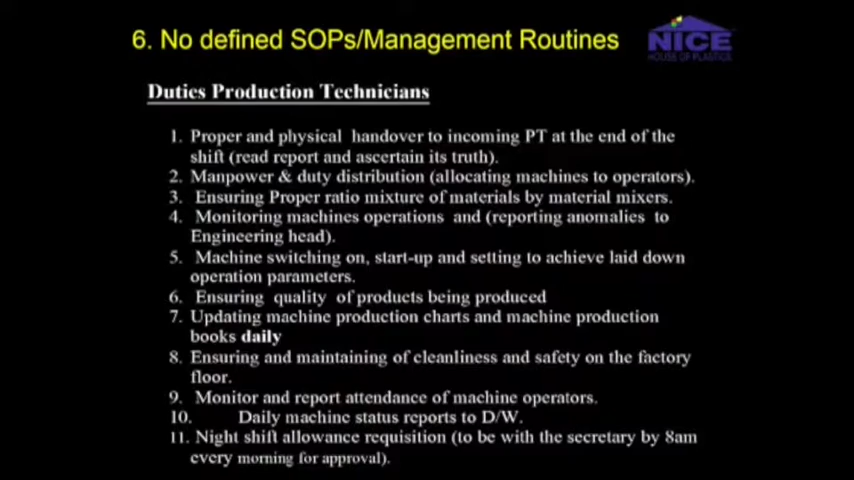 6. No defined SOPs/Management Routines
NICE
HOUSE OF PLASTICS
Duties Production Technicians
1. Proper and physical handover to incoming PT at the end of the
shift (read report and ascertain its truth).
2. Manpower & duty distribution (allocating machines to operators).
3. Ensuring Proper ratio mixture of materials by material mixers.
4. Monitoring machines operations and (reporting anomalies to
Engineering head).
5. Machine switching on, start-up and setting to achieve laid down
operation parameters.
6. Ensuring quality of products being produced
7. Updating machine production charts and machine production
books daily
8. Ensuring and maintaining of cleanliness and safety on the factory
floor.
9. Monitor and report attendance of machine operators.
10. Daily machine status reports to D/W.
11. Night shift allowance requisition (to be with the secretary by 8am
every morning for approval).